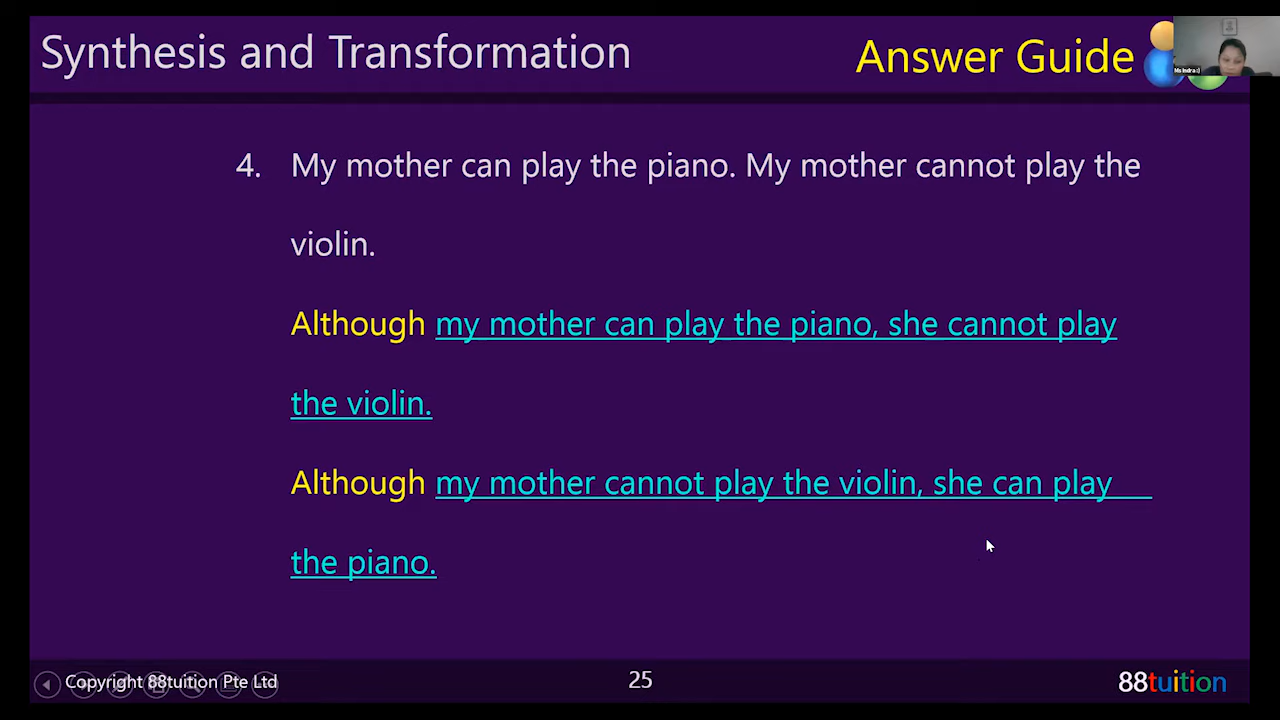 Synthesis and Transformation
Answer Guide
Ms Indra :)
4. My mother can play the piano. My mother cannot play the
violin.
Although my mother can play the piano, she cannot play
the violin.
Although my mother cannot play the violin, she can play
the piano.
Copyright 88tuition Pte Ltd
25
88tuition